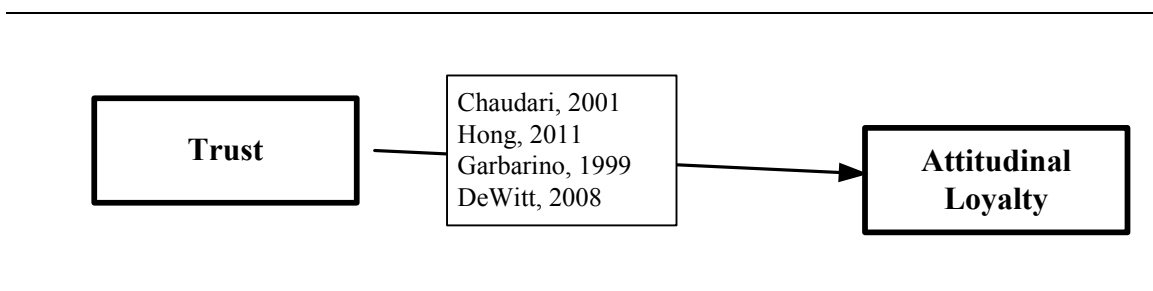 Trust
Chaudari, 2001
Hong, 2011
Garbarino, 1999
DeWitt, 2008
Attitudinal
Loyalty